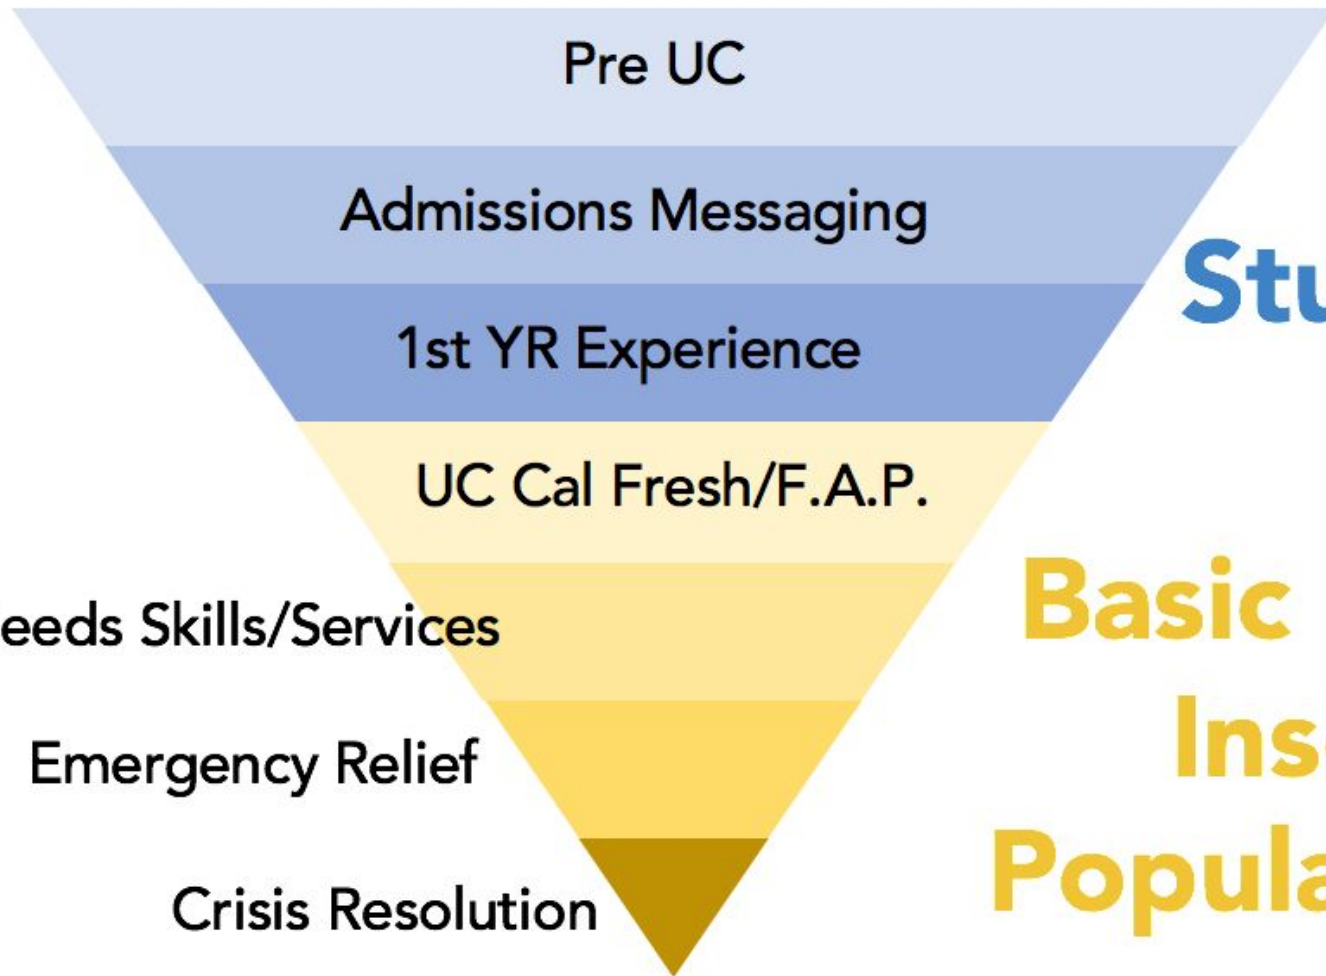 Pre UC
Admissions Messaging
Stu
1st YR Experience
UC Cal Fresh/F.A.P.
eeds Skills/Services
Basic
Emergency Relief
Ins
Popula
Crisis Resolution